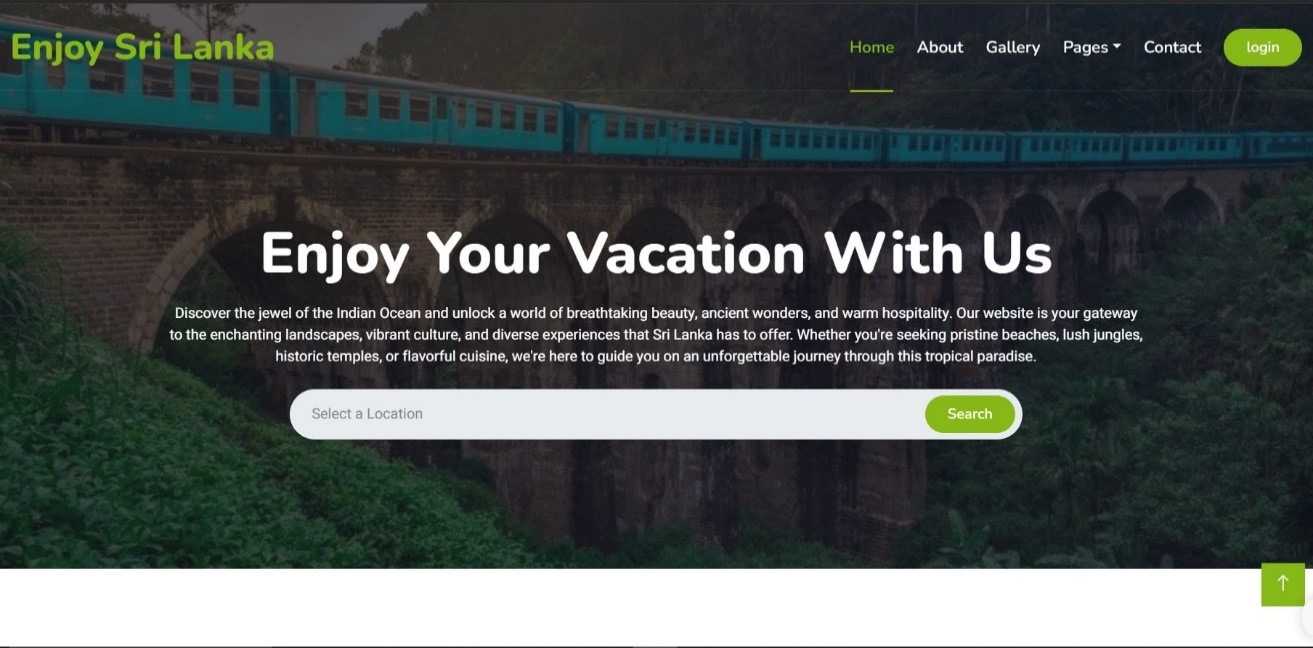 Enjoy Sri Lanka
Home About Gallery Pages Contact login
Enjoy Your Vacation With Us
Discover the jewel of the Indian Ocean and unlock a world of breathtaking beauty, ancient wonders, and warm hospitality. Our website is your gateway
to the enchanting landscapes, vibrant culture, and diverse experiences that Sri Lanka has to offer. Whether you're seeking pristine beaches, lush jungles,
historic temples, or flavorful cuisine, we're here to guide you on an unforgettable journey through this tropical paradise.
Select a Location Search